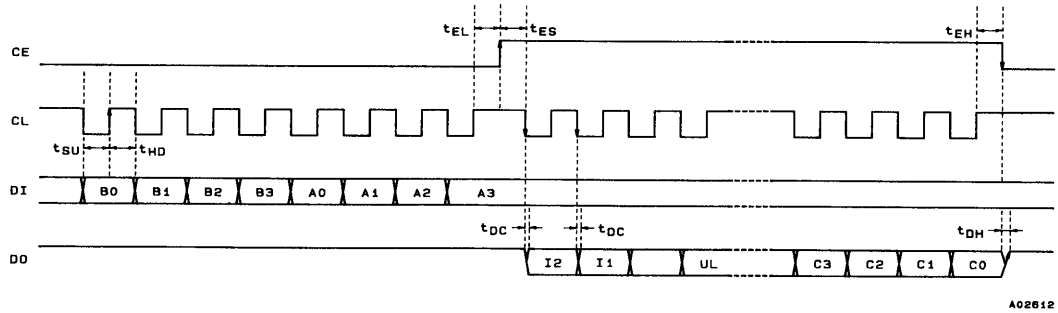 tEL tES tEH
CE
CL
tSU tHD
DI B0 B1 B2 B3 A0 A1 A2 A3
tDC tDC tDH
DO I2 I1 UL C3 C2 C1 C0
A02612